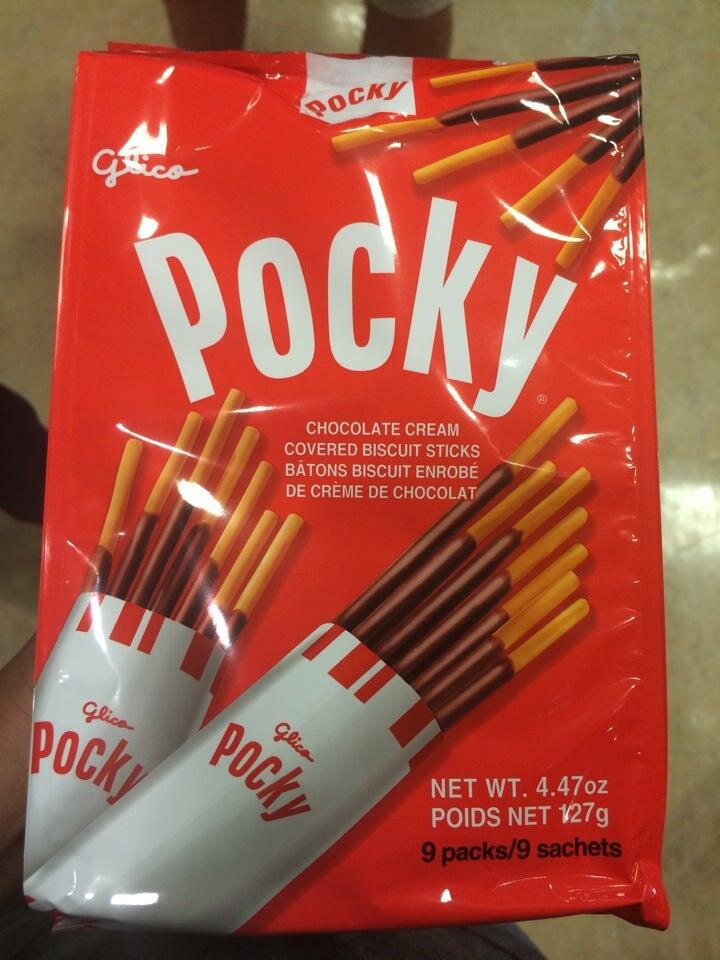 Pocky
Glico
Pocky®
CHOCOLATE CREAM
COVERED BISCUIT STICKS
BÂTONS BISCUIT ENROBÉ
DE CRÈME DE CHOCOLAT
Glico
Pocky
Glico
Pocky
NET WT. 4.47oz
POIDS NET 127g
9 packs/9 sachets